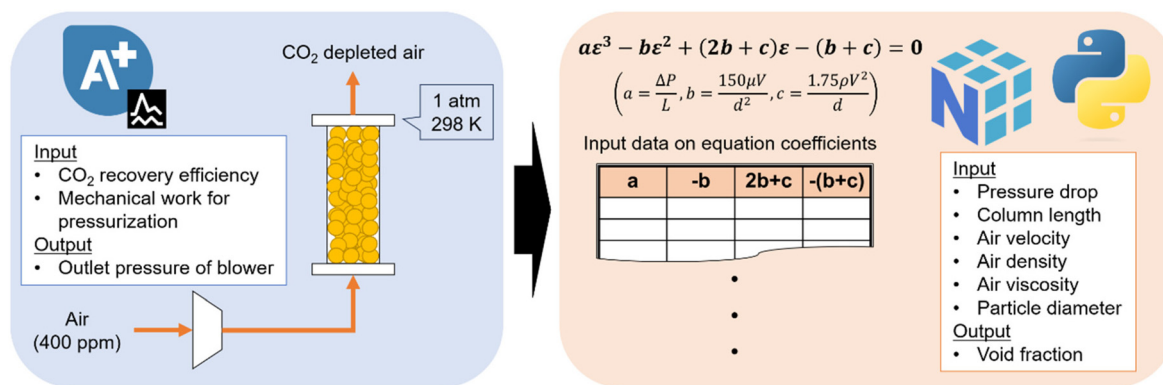 A+
CO₂ depleted air
1 atm
298 K
Input
• CO₂ recovery efficiency
• Mechanical work for
pressurization
Output
• Outlet pressure of blower
Air
(400 ppm)
aε³ − bε² + (2b + c)ε − (b + c) = 0
(a = ΔP/L, b = 150μV/d², c = 1.75ρV²/d)
Input data on equation coefficients
a -b 2b+c -(b+c)
N
Input
• Pressure drop
• Column length
• Air velocity
• Air density
• Air viscosity
• Particle diameter
Output
• Void fraction